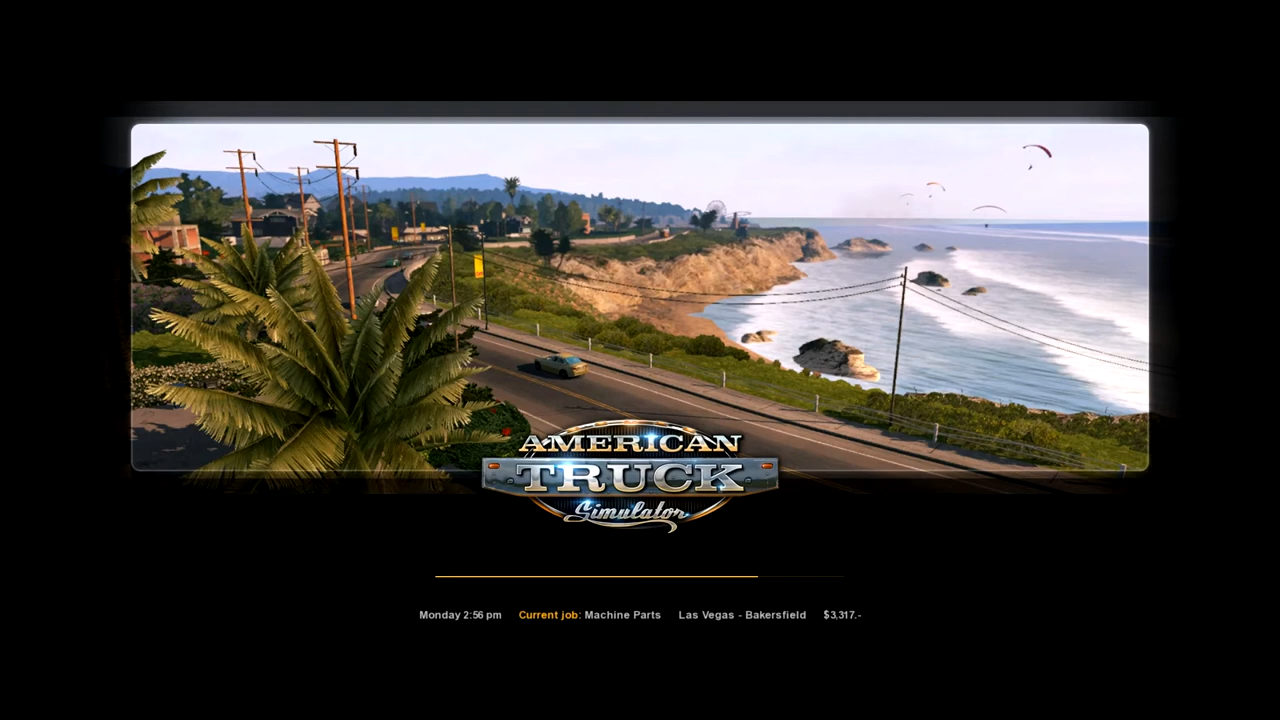 AMERICAN
TRUCK
Simulator
Monday 2:56 pm Current job: Machine Parts Las Vegas - Bakersfield $3,317.-